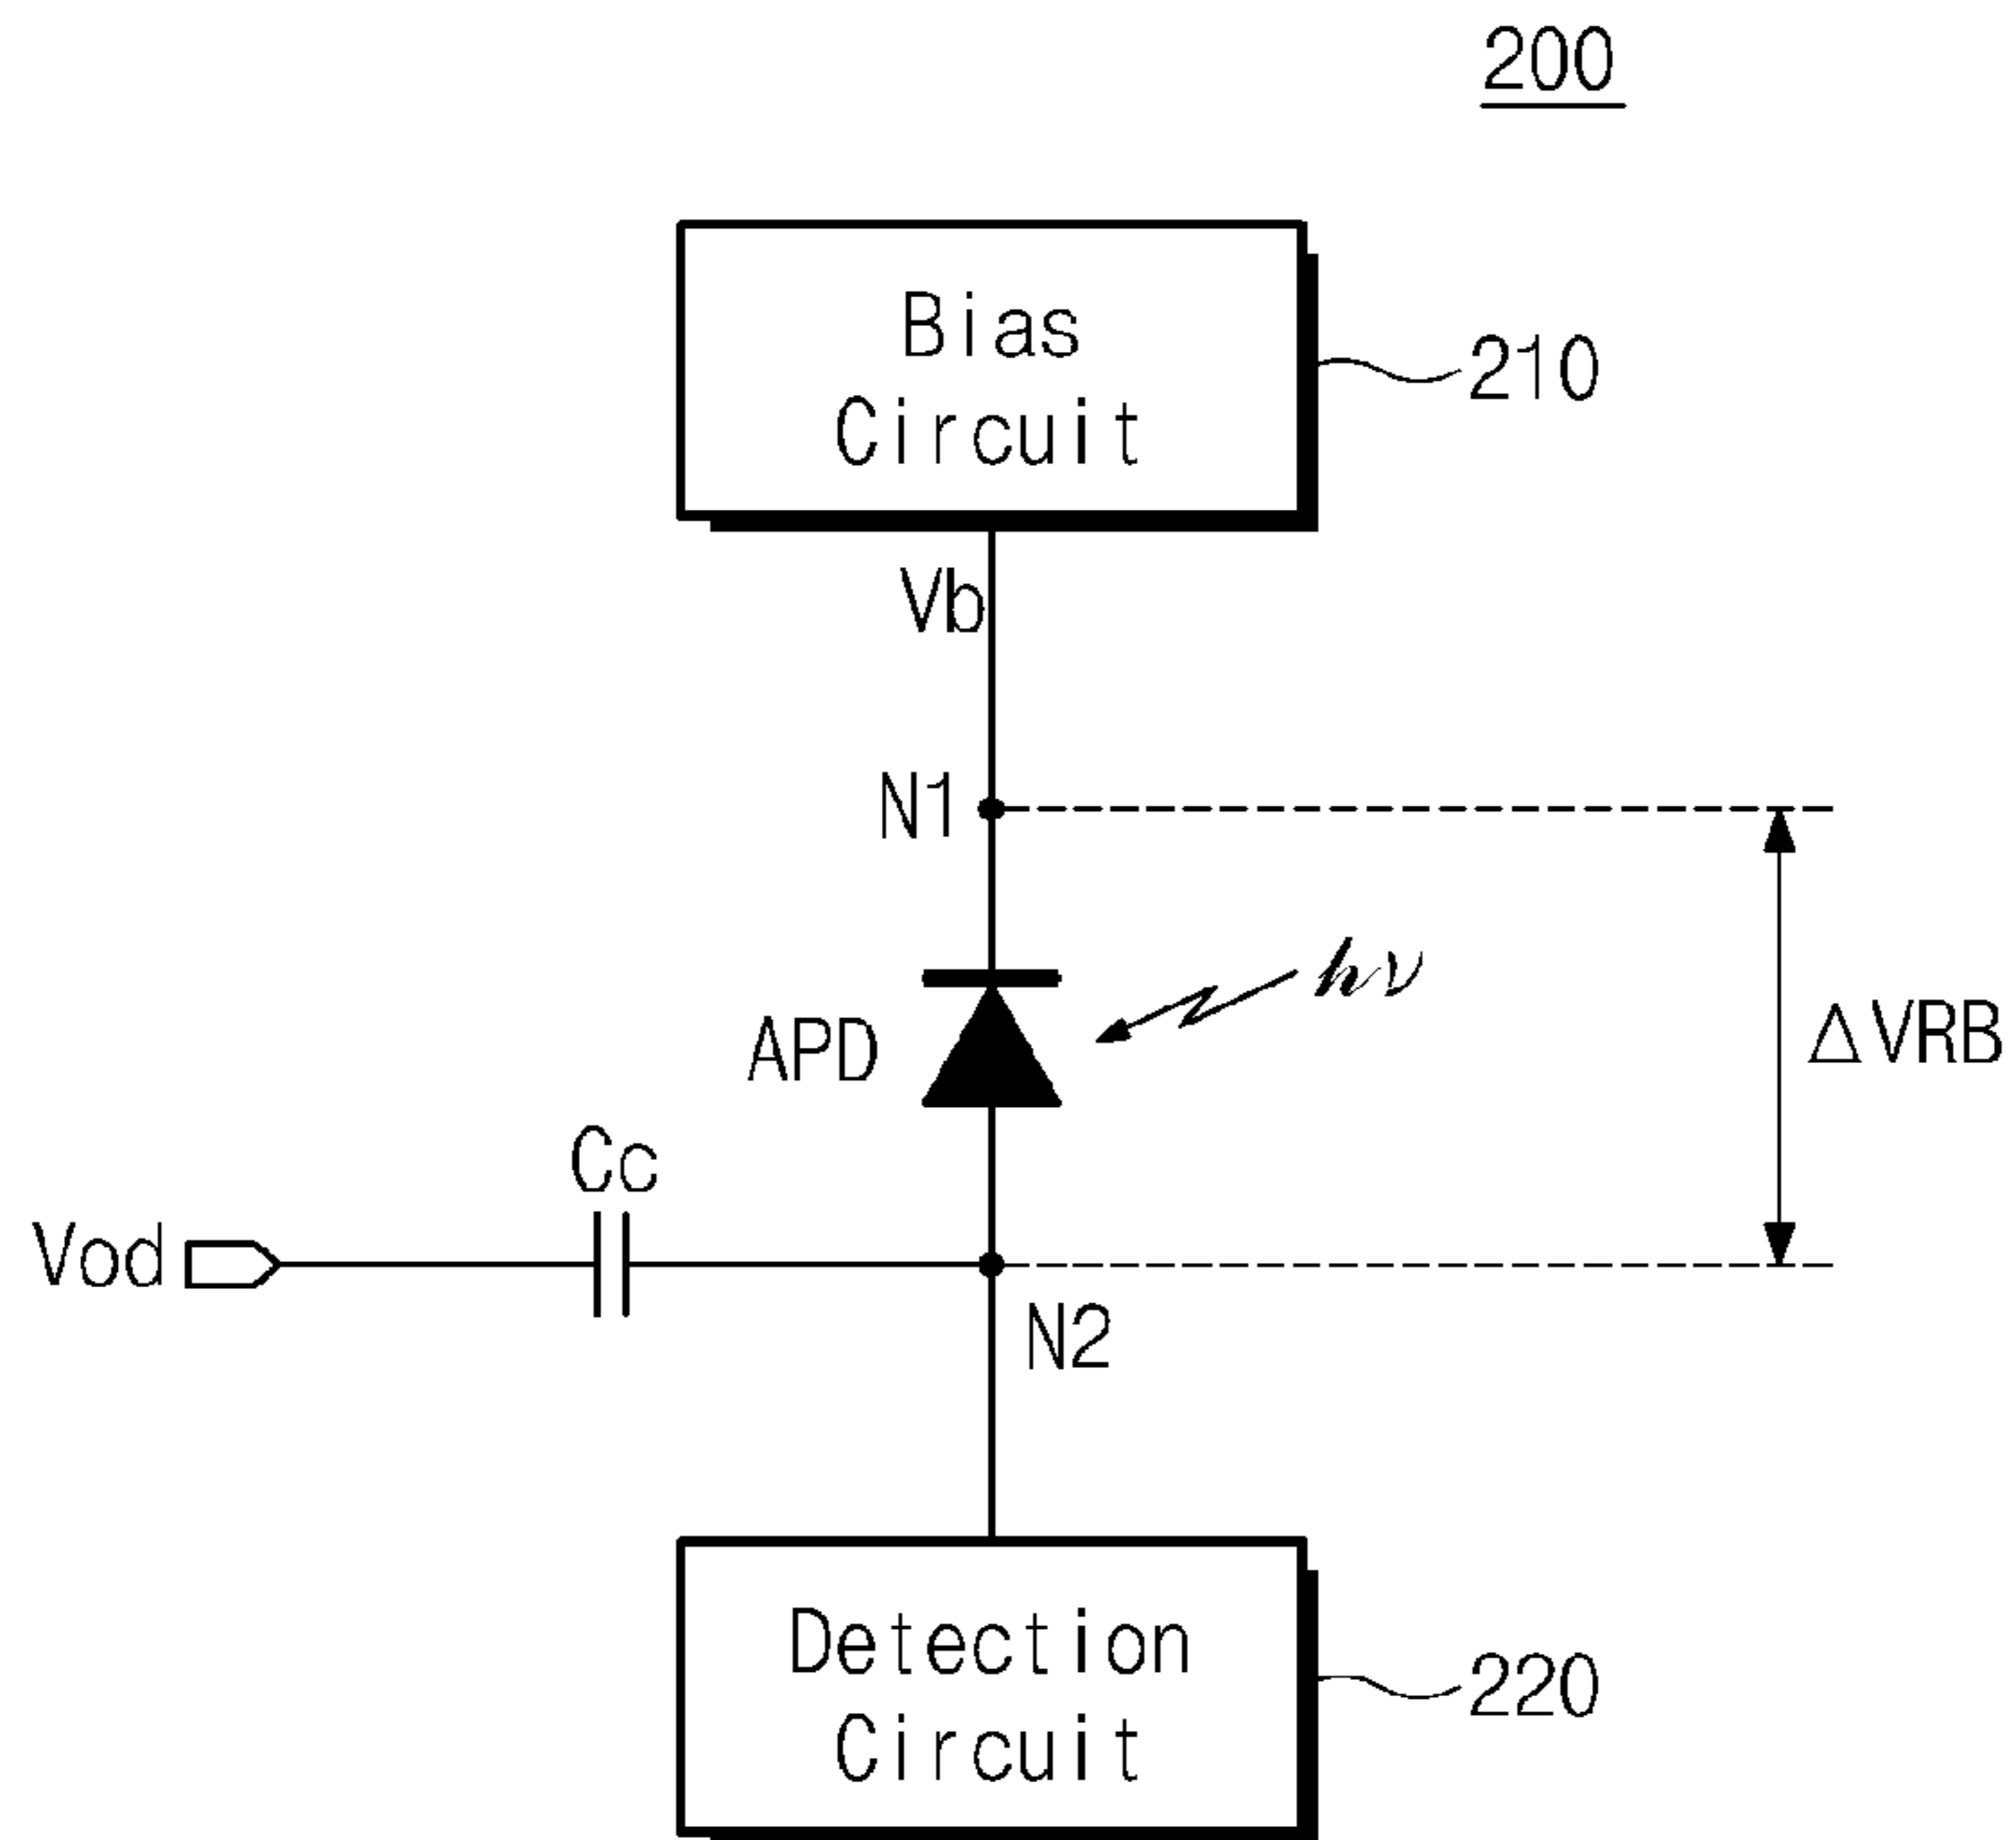 200
Bias
Circuit
210
Vb
N1
hν
APD
ΔVRB
Cc
Vod
N2
Detection
Circuit
220